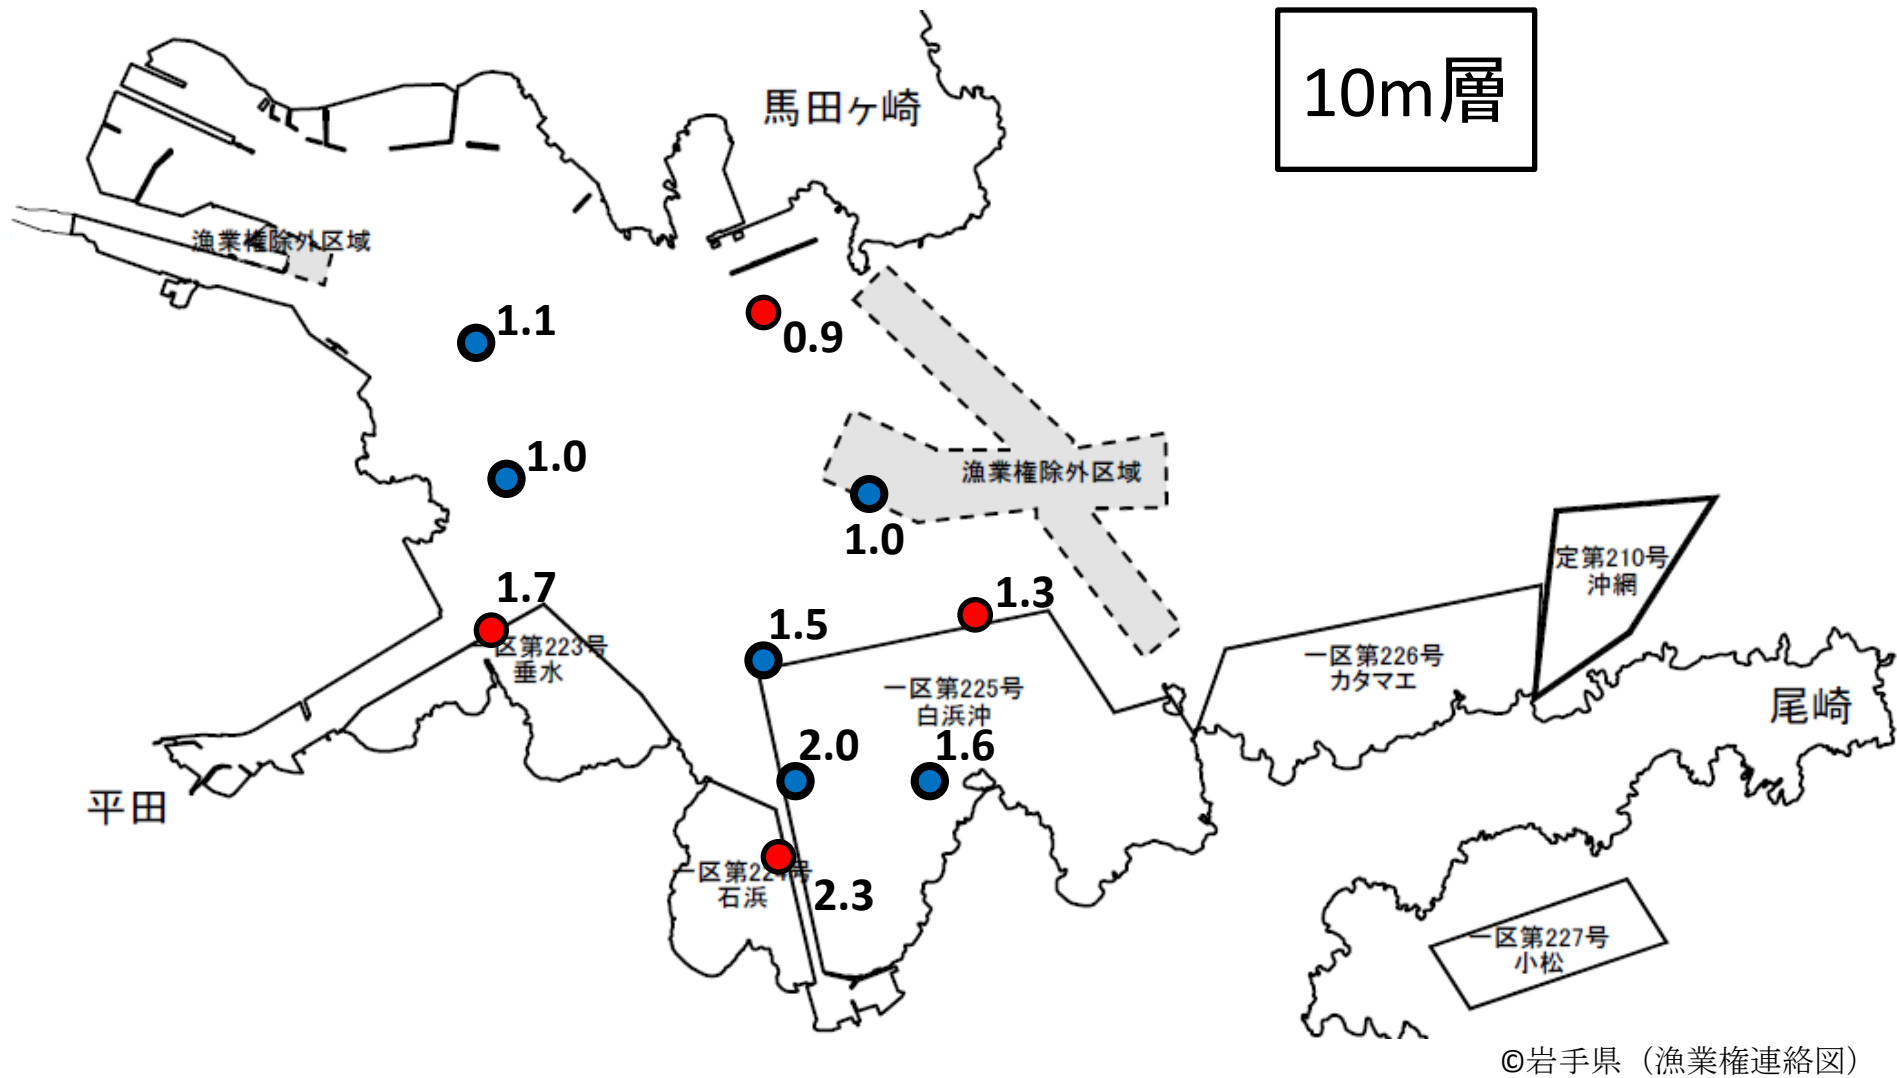 10m層
馬田ヶ崎
漁業権除外区域
1.1
0.9
1.0
漁業権除外区域
1.0
定第210号
沖網
1.7
1.3
1.5
一区第223号
垂水
一区第226号
カタマエ
一区第225号
白浜沖
尾崎
2.0
1.6
平田
一区第224号
石浜
2.3
一区第227号
小松
©岩手県（漁業権連絡図）